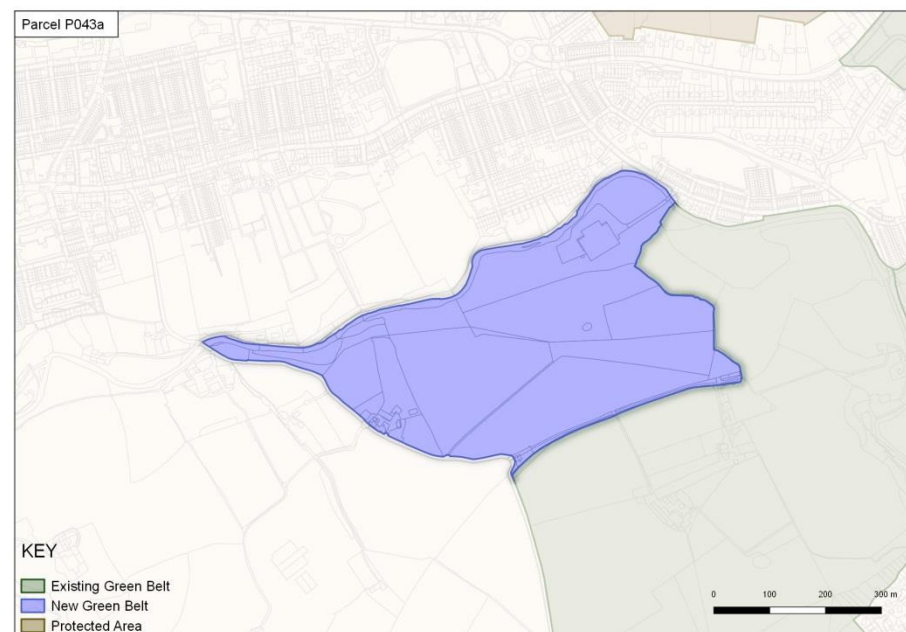 Parcel P043a
KEY
Existing Green Belt
New Green Belt
Protected Area
0 100 200 300 m